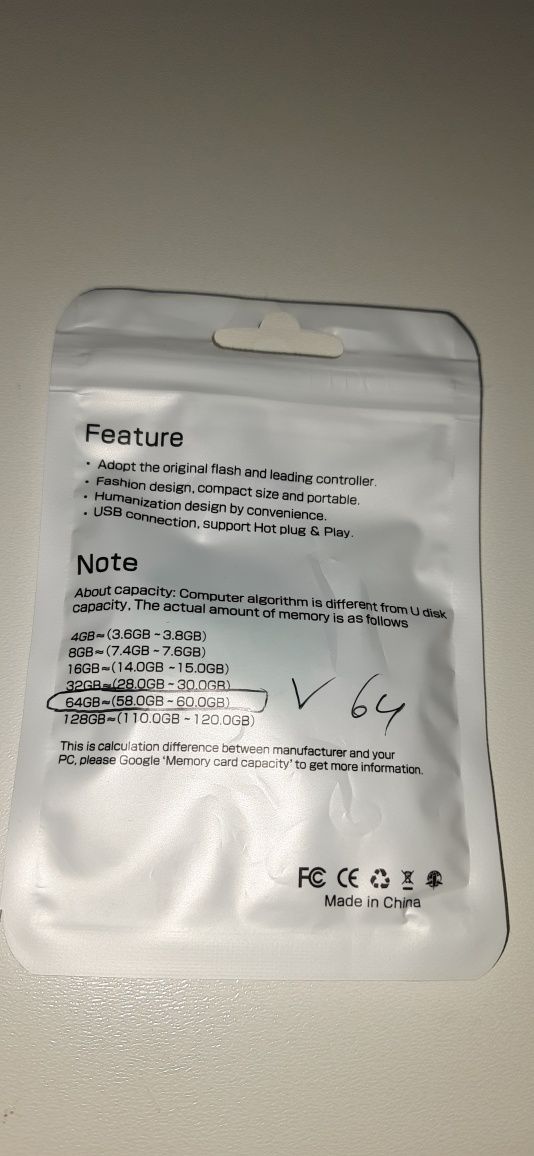 Feature
• Adopt the original flash and leading controller.
• Fashion design, compact size and portable.
• Humanization design by convenience.
• USB connection, support Hot plug & Play.
Note
About capacity: Computer algorithm is different from U disk
capacity, The actual amount of memory is as follows
4GB≈(3.6GB ~ 3.8GB)
8GB≈(7.4GB ~ 7.6GB)
16GB≈(14.0GB ~15.0GB)
32GB≈(28.0GB ~ 30.0GB)
64GB≈(58.0GB ~ 60.0GB) V 64
128GB≈(110.0GB ~ 120.0GB)
This is calculation difference between manufacturer and your
PC, please Google 'Memory card capacity' to get more information.
FC CE
Made in China